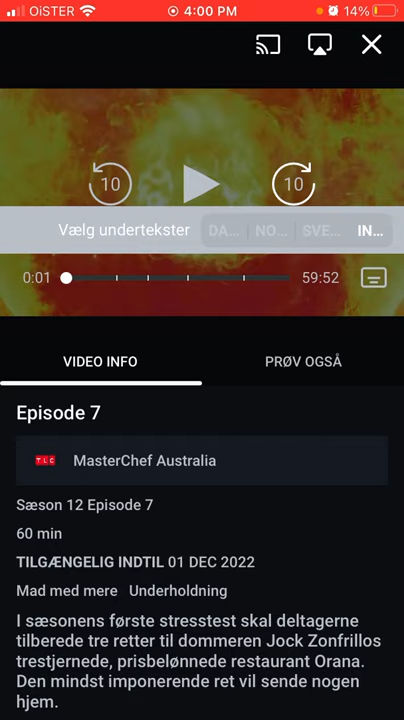 OiSTER 4:00 PM 14%
10 10
Vælg undertekster DA... NO... SVE... IN...
0:01 59:52
VIDEO INFO PRØV OGSÅ
Episode 7
TLC MasterChef Australia
Sæson 12 Episode 7
60 min
TILGÆNGELIG INDTIL 01 DEC 2022
Mad med mere Underholdning
I sæsonens første stresstest skal deltagerne
tilberede tre retter til dommeren Jock Zonfrillos
trestjernede, prisbelønnede restaurant Orana.
Den mindst imponerende ret vil sende nogen
hjem.